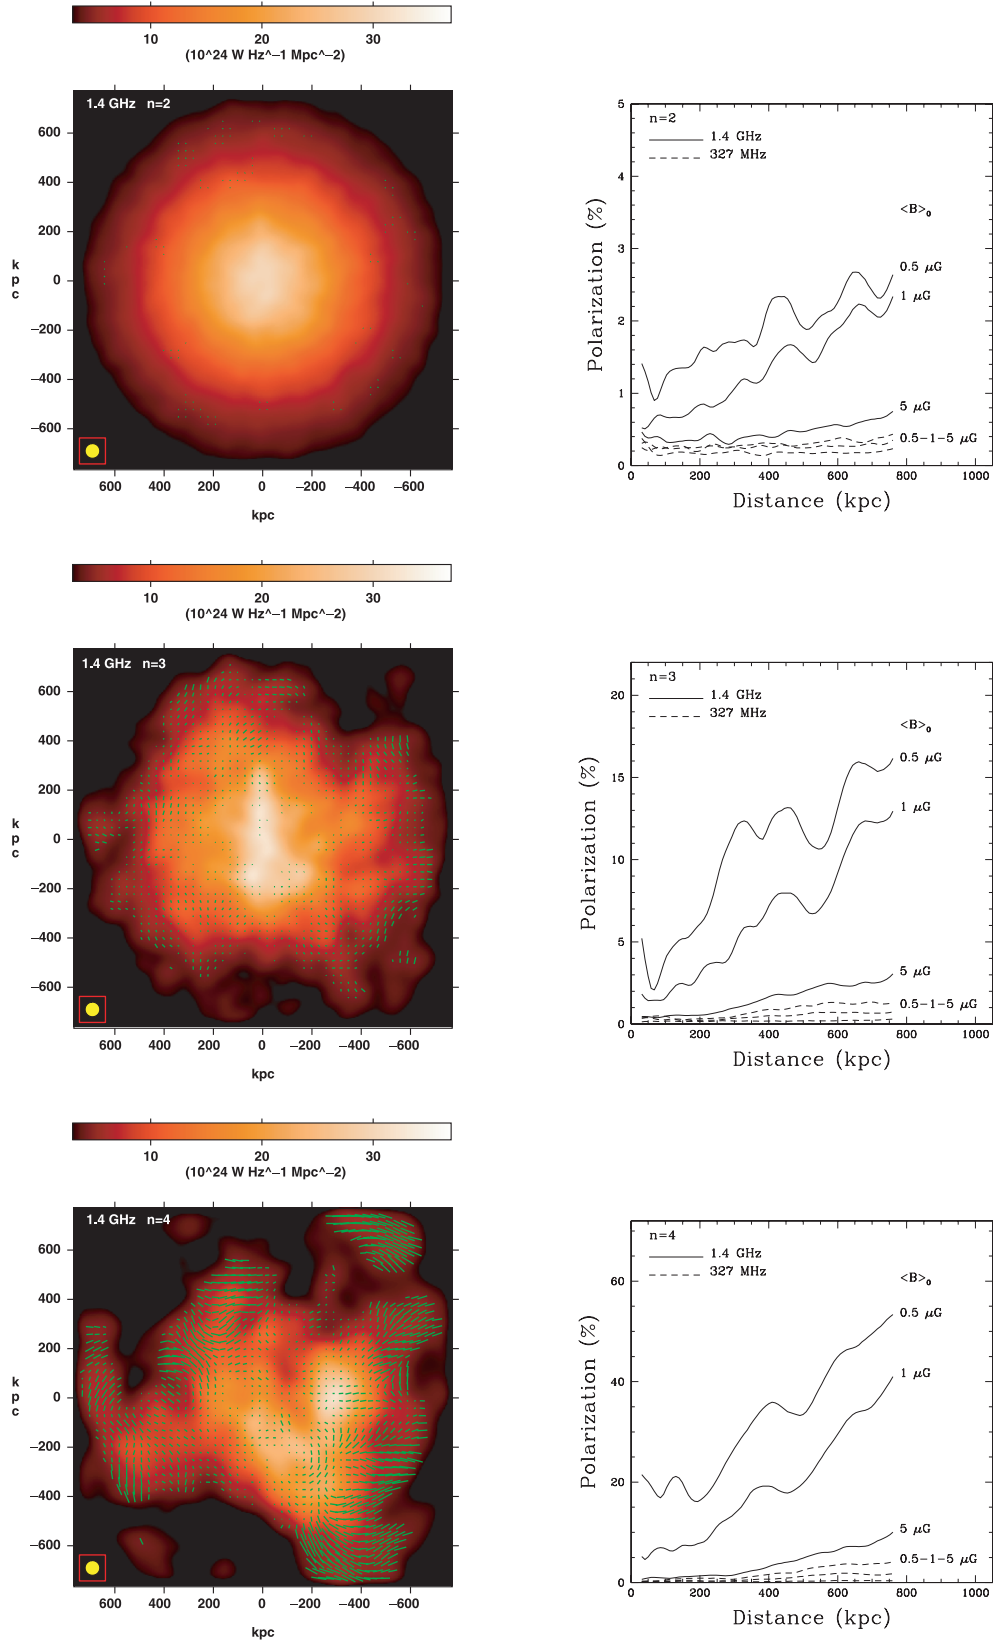 10 20 30
(10^24 W Hz^−1 Mpc^−2)
1.4 GHz n=2
600
400
200
0
−200
−400
−600
k
p
c
600 400 200 0 −200 −400 −600
kpc
n=2
1.4 GHz
327 MHz
<B>0
0.5 μG
1 μG
5 μG
0.5−1−5 μG
5
4
3
2
1
0
Polarization (%)
0 200 400 600 800 1000
Distance (kpc)
10 20 30
(10^24 W Hz^−1 Mpc^−2)
1.4 GHz n=3
600
400
200
0
−200
−400
−600
k
p
c
600 400 200 0 −200 −400 −600
kpc
n=3
1.4 GHz
327 MHz
<B>0
0.5 μG
1 μG
5 μG
0.5−1−5 μG
20
15
10
5
0
Polarization (%)
0 200 400 600 800 1000
Distance (kpc)
10 20 30
(10^24 W Hz^−1 Mpc^−2)
1.4 GHz n=4
600
400
200
0
−200
−400
−600
k
p
c
600 400 200 0 −200 −400 −600
kpc
n=4
1.4 GHz
327 MHz
<B>0
0.5 μG
1 μG
5 μG
0.5−1−5 μG
60
40
20
0
Polarization (%)
0 200 400 600 800 1000
Distance (kpc)